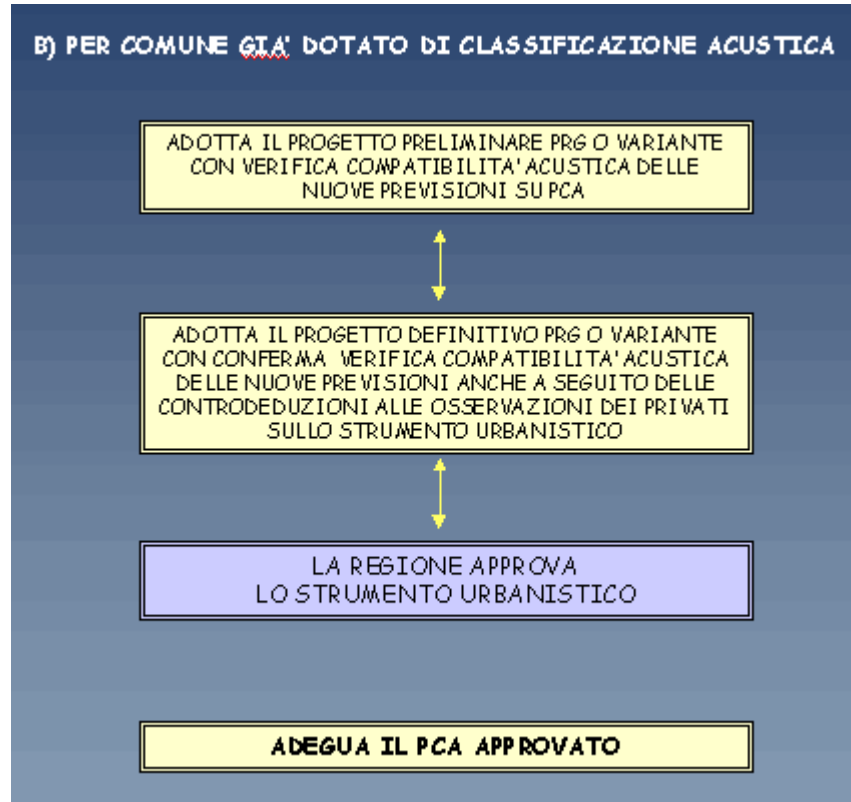 B) PER COMUNE GIA' DOTATO DI CLASSIFICAZIONE ACUSTICA
ADOTTA IL PROGETTO PRELIMINARE PRG O VARIANTE
CON VERIFICA COMPATIBILITA' ACUSTICA DELLE
NUOVE PREVISIONI SU PCA
ADOTTA IL PROGETTO DEFINITIVO PRG O VARIANTE
CON CONFERMA VERIFICA COMPATIBILITA' ACUSTICA
DELLE NUOVE PREVISIONI ANCHE A SEGUITO DELLE
CONTRODEDUZIONI ALLE OSSERVAZIONI DEI PRIVATI
SULLO STRUMENTO URBANISTICO
LA REGIONE APPROVA
LO STRUMENTO URBANISTICO
ADEGUA IL PCA APPROVATO